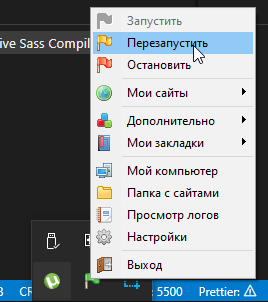 Запустить
ive Sass Compil
Перезапустить
Остановить
Мои сайты
Дополнительно
Мои закладки
Мой компьютер
Папка с сайтами
Просмотр логов
Настройки
Выход
5500
Prettier: